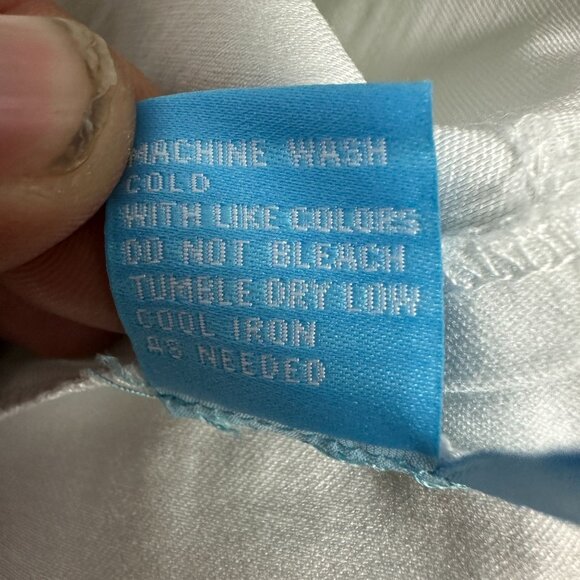 MACHINE WASH
COLD
WITH LIKE COLORS
DO NOT BLEACH
TUMBLE DRY LOW
COOL IRON
AS NEEDED